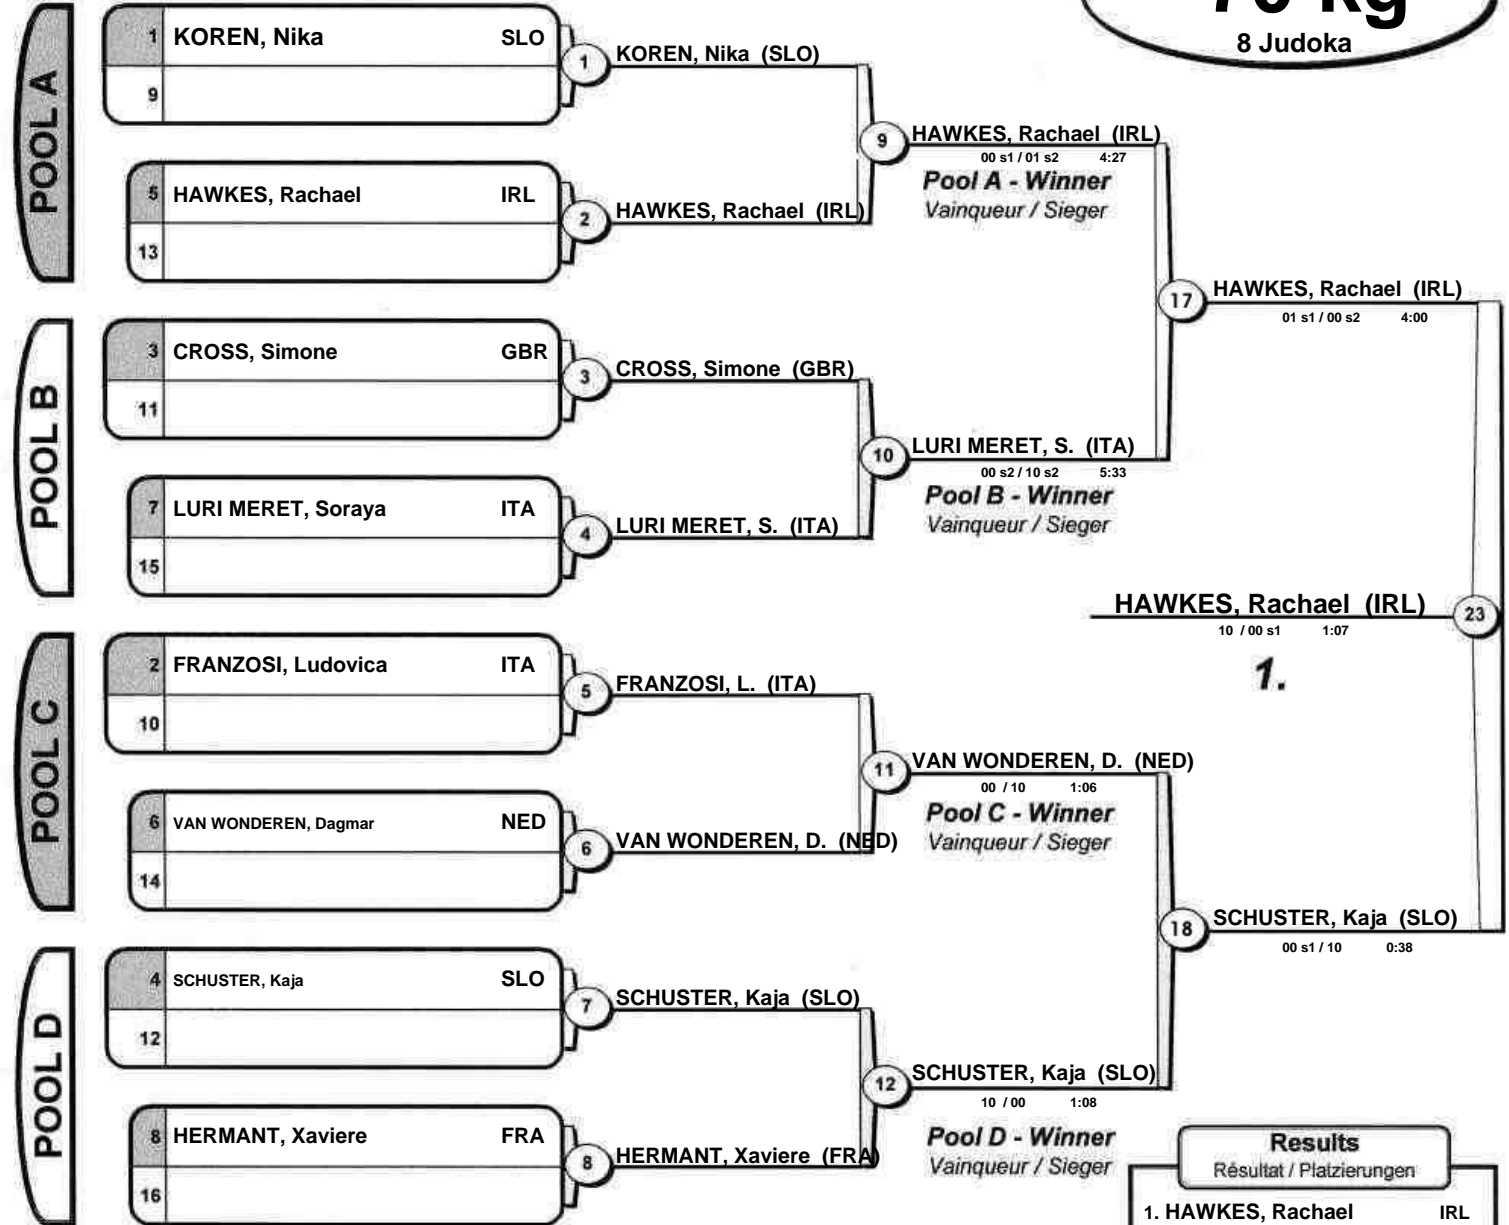 8 Judoka
POOL A
1 KOREN, Nika SLO
9
5 HAWKES, Rachael IRL
13
1 KOREN, Nika (SLO)
2 HAWKES, Rachael (IRL)
9 HAWKES, Rachael (IRL)
00 s1 / 01 s2 4:27
Pool A - Winner
Vainqueur / Sieger
POOL B
3 CROSS, Simone GBR
11
7 LURI MERET, Soraya ITA
15
3 CROSS, Simone (GBR)
4 LURI MERET, S. (ITA)
10 LURI MERET, S. (ITA)
00 s2 / 10 s2 5:33
Pool B - Winner
Vainqueur / Sieger
17 HAWKES, Rachael (IRL)
01 s1 / 00 s2 4:00
HAWKES, Rachael (IRL) 23
10 / 00 s1 1:07
1.
POOL C
2 FRANZOSI, Ludovica ITA
10
6 VAN WONDEREN, Dagmar NED
14
5 FRANZOSI, L. (ITA)
6 VAN WONDEREN, D. (NED)
11 VAN WONDEREN, D. (NED)
00 / 10 1:06
Pool C - Winner
Vainqueur / Sieger
18 SCHUSTER, Kaja (SLO)
00 s1 / 10 0:38
POOL D
4 SCHUSTER, Kaja SLO
12
8 HERMANT, Xaviere FRA
16
7 SCHUSTER, Kaja (SLO)
8 HERMANT, Xaviere (FRA)
12 SCHUSTER, Kaja (SLO)
10 / 00 1:08
Pool D - Winner
Vainqueur / Sieger
Results
Résultat / Platzierungen
1. HAWKES, Rachael IRL